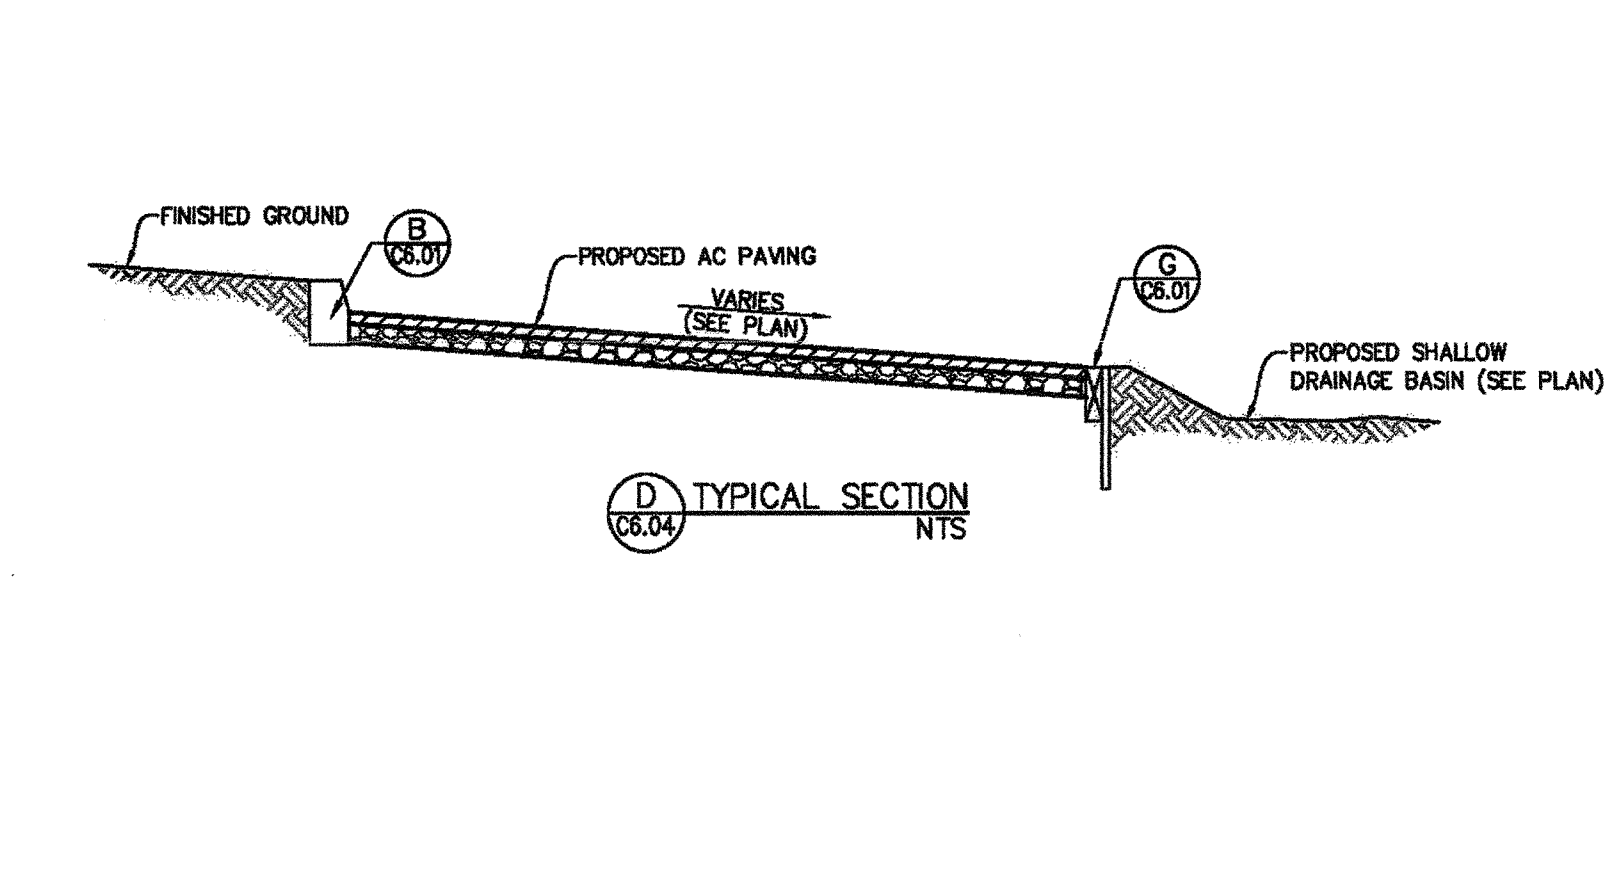 FINISHED GROUND
B
C6.01
PROPOSED AC PAVING
VARIES
(SEE PLAN)
G
C6.01
PROPOSED SHALLOW
DRAINAGE BASIN (SEE PLAN)
D
C6.04
TYPICAL SECTION
NTS